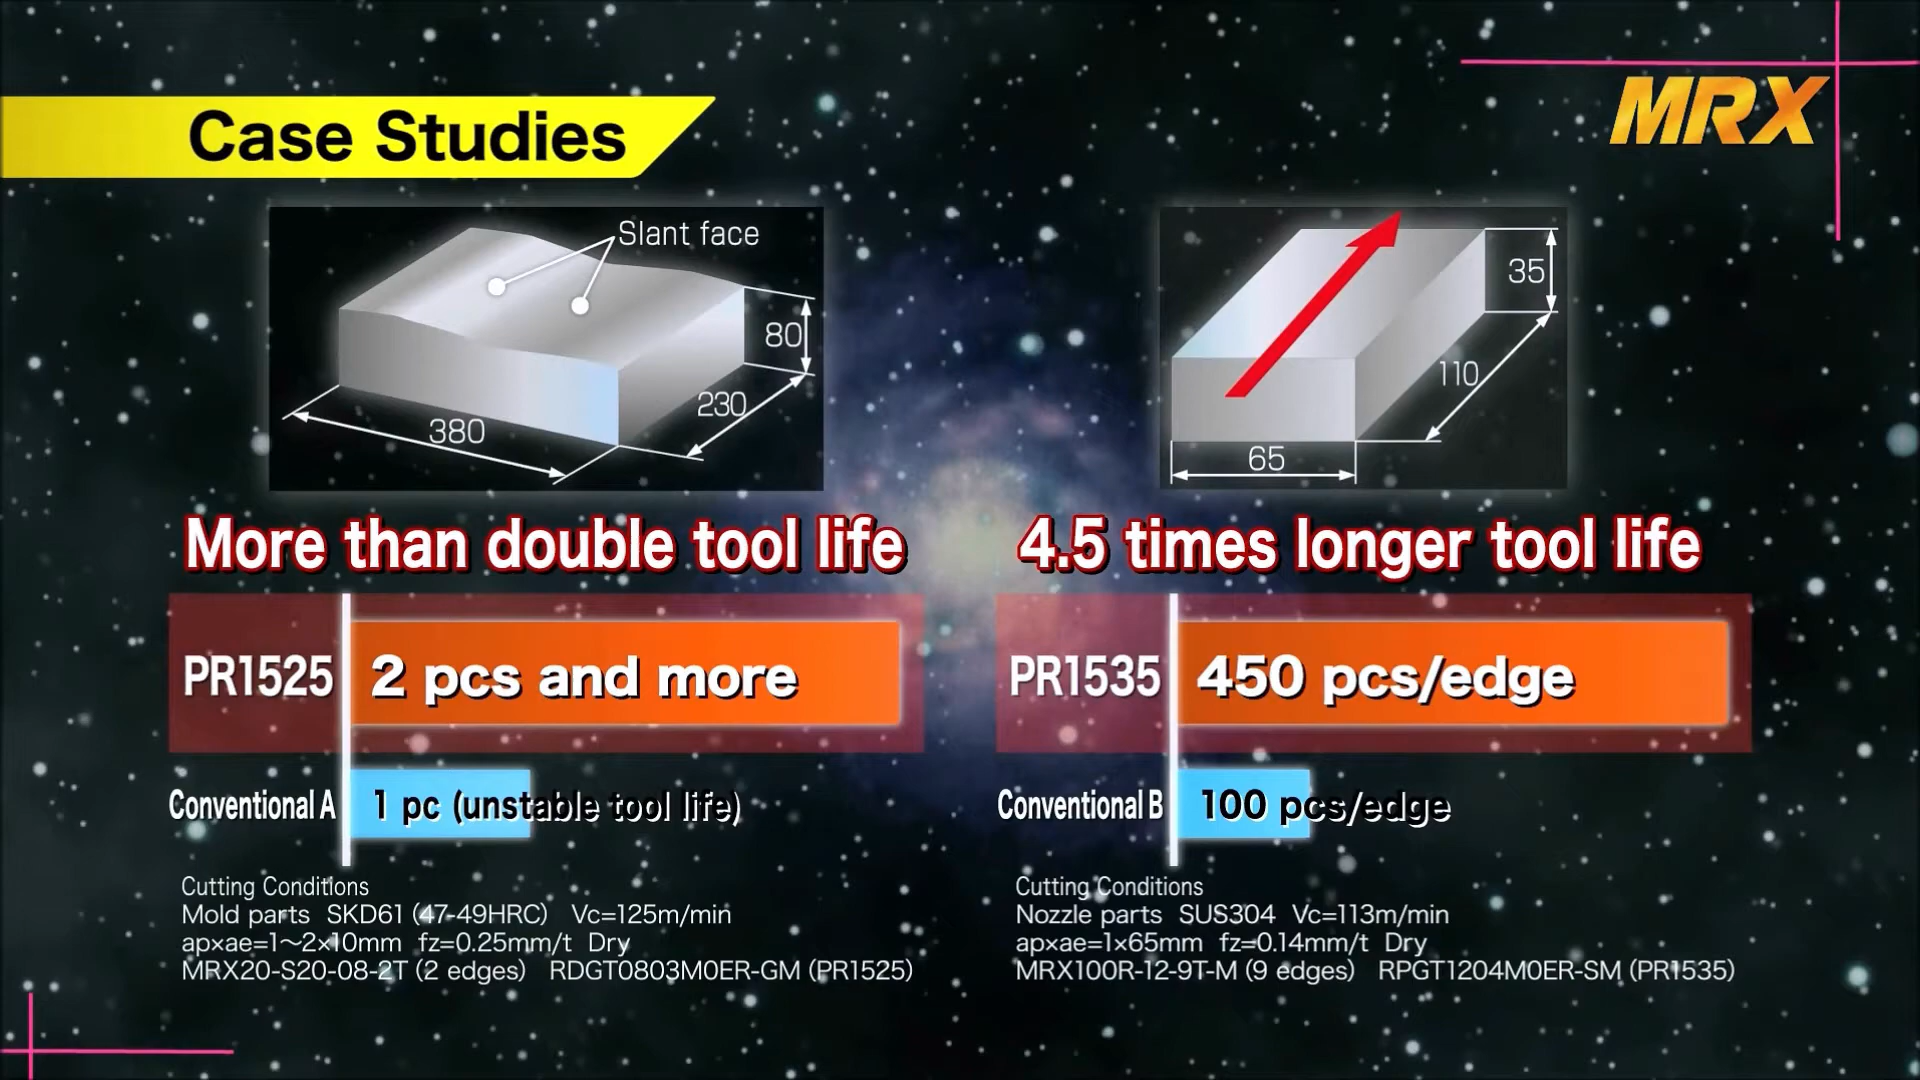 MRX
Case Studies
Slant face
80
230
380
35
110
65
More than double tool life
PR1525
2 pcs and more
Conventional A
1 pc (unstable tool life)
Cutting Conditions
Mold parts SKD61 (47-49HRC) Vc=125m/min
ap×ae=1～2×10mm fz=0.25mm/t Dry
MRX20-S20-08-2T (2 edges) RDGT0803M0ER-GM (PR1525)
4.5 times longer tool life
PR1535
450 pcs/edge
Conventional B
100 pcs/edge
Cutting Conditions
Nozzle parts SUS304 Vc=113m/min
ap×ae=1×65mm fz=0.14mm/t Dry
MRX100R-12-9T-M (9 edges) RPGT1204M0ER-SM (PR1535)